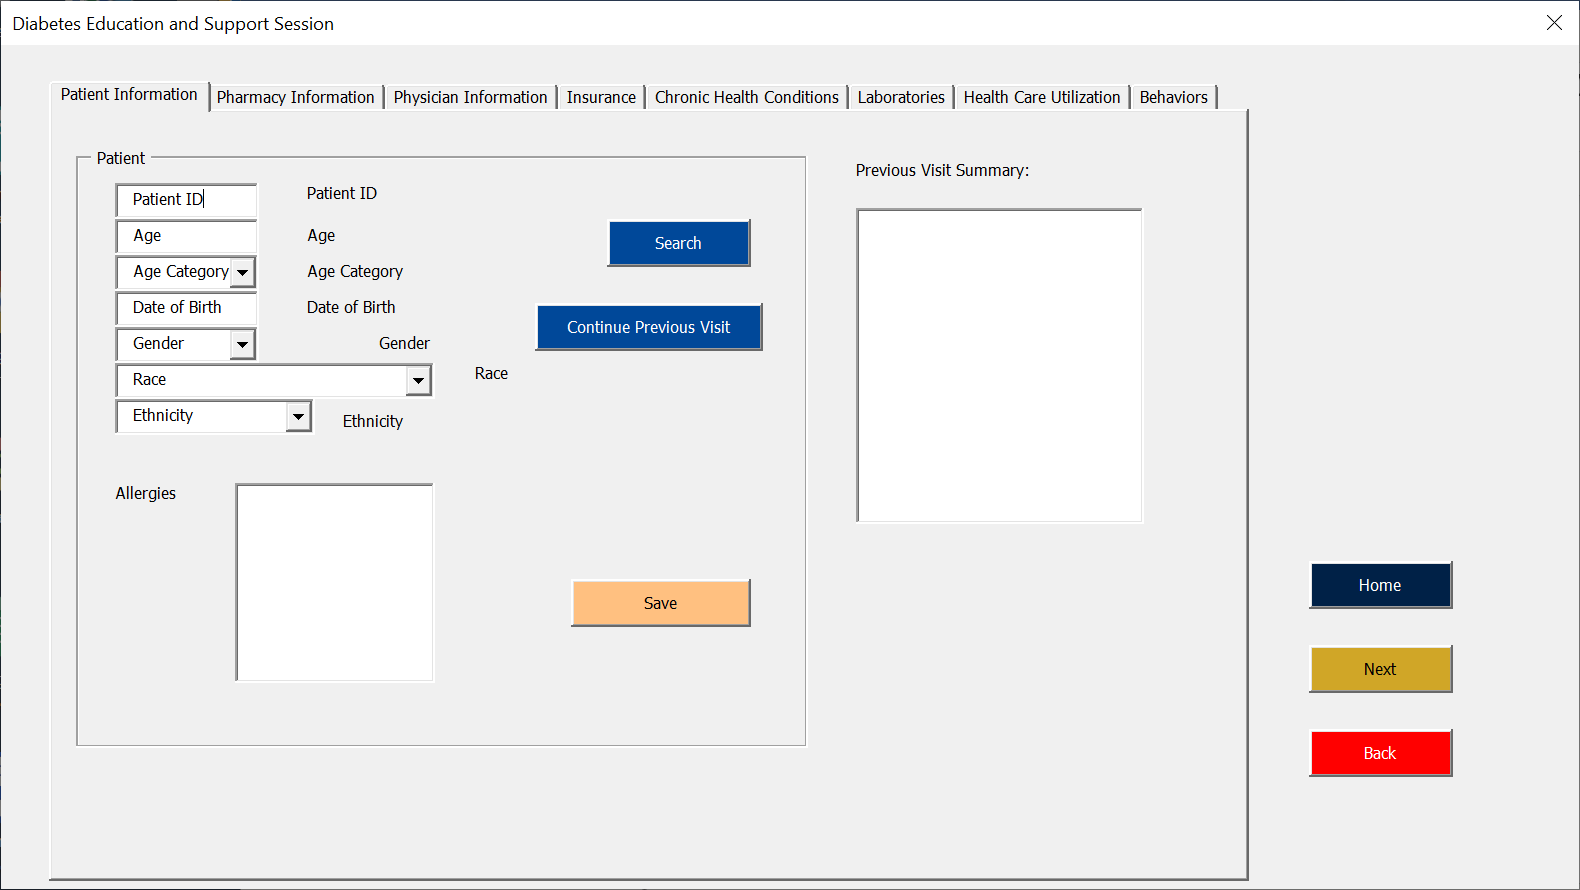 Diabetes Education and Support Session
Patient Information Pharmacy Information Physician Information Insurance Chronic Health Conditions Laboratories Health Care Utilization Behaviors
Patient
Patient ID Patient ID
Age Age
Age Category Age Category
Date of Birth Date of Birth
Gender Gender
Race Race
Ethnicity Ethnicity
Allergies
Search
Continue Previous Visit
Save
Previous Visit Summary:
Home
Next
Back